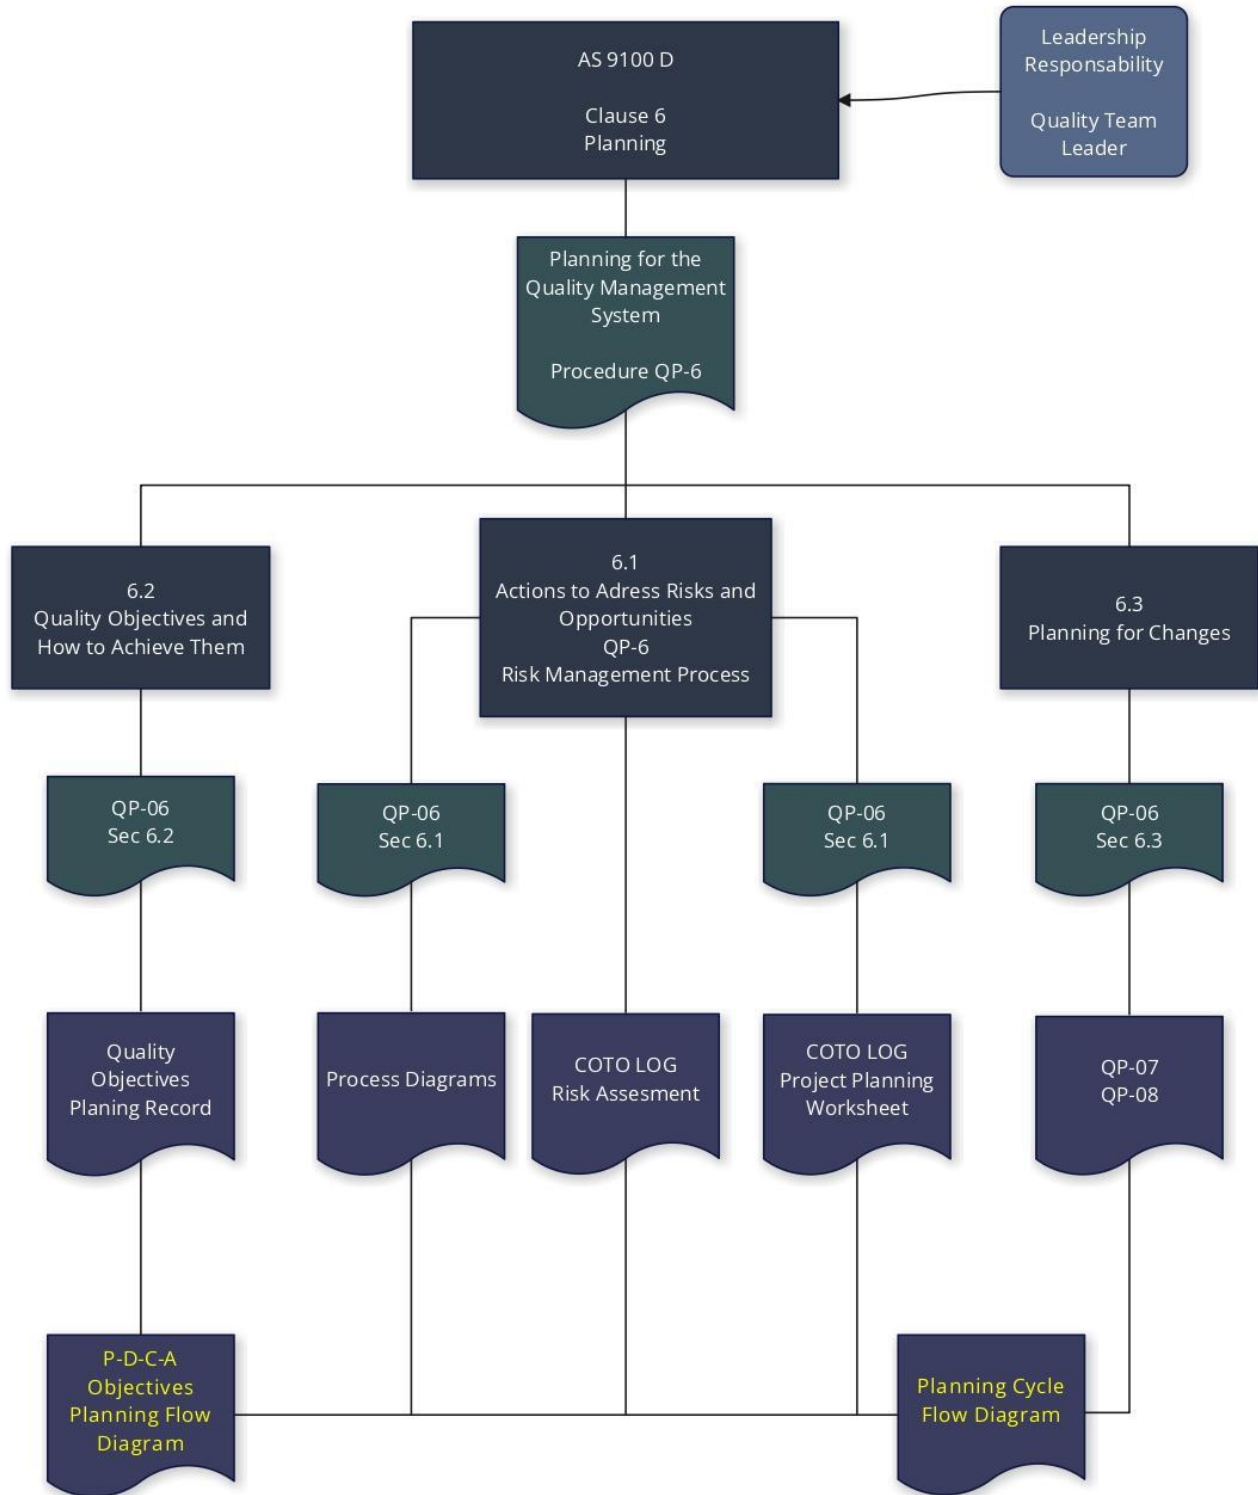 AS 9100 D
Clause 6
Planning
Leadership
Responsability
Quality Team
Leader
Planning for the
Quality Management
System
Procedure QP-6
6.2
Quality Objectives and
How to Achieve Them
6.1
Actions to Adress Risks and
Opportunities
QP-6
Risk Management Process
6.3
Planning for Changes
QP-06
Sec 6.2
QP-06
Sec 6.1
QP-06
Sec 6.1
QP-06
Sec 6.3
Quality
Objectives
Planing Record
Process Diagrams
COTO LOG
Risk Assesment
COTO LOG
Project Planning
Worksheet
QP-07
QP-08
P-D-C-A
Objectives
Planning Flow
Diagram
Planning Cycle
Flow Diagram